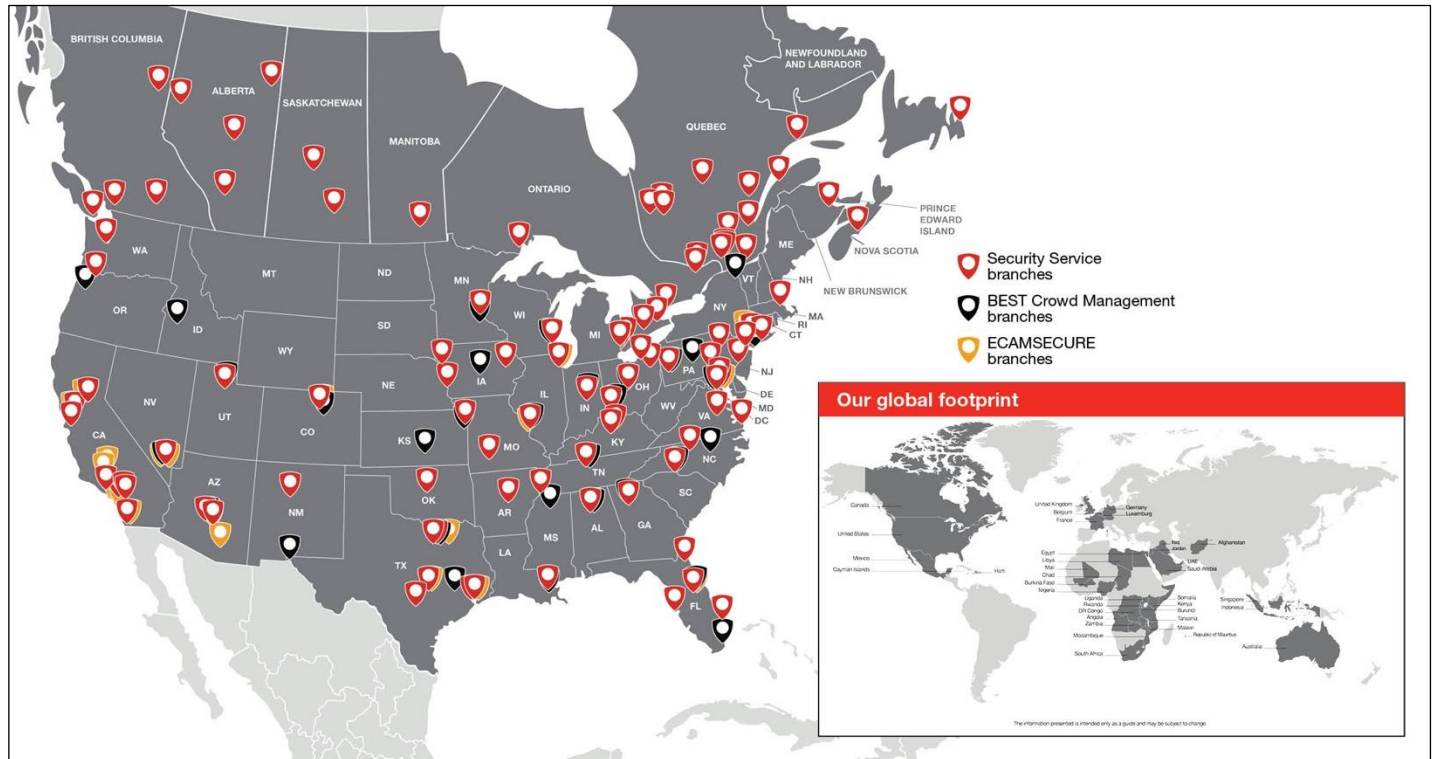 BRITISH COLUMBIA
ALBERTA
SASKATCHEWAN
MANITOBA
ONTARIO
QUEBEC
NEWFOUNDLAND
AND LABRADOR
PRINCE
EDWARD
ISLAND
NOVA SCOTIA
NEW BRUNSWICK
WA
MT
ND
MN
OR
ID
WY
SD
WI
MI
NY
VT
ME
NH
MA
RI
CT
NV
UT
CO
NE
IA
IL
IN
OH
PA
NJ
DE
MD
DC
WV
VA
CA
AZ
NM
KS
MO
KY
OK
AR
TN
NC
SC
TX
LA
MS
AL
GA
FL
Security Service
branches
BEST Crowd Management
branches
ECAMSECURE
branches
Our global footprint
Canada
United States
Mexico
Cayman Islands
Haiti
United Kingdom
Belgium
France
Germany
Luxemburg
Iraq
Jordan
Afghanistan
UAE
Saudi Arabia
Egypt
Libya
Mali
Chad
Burkina Faso
Nigeria
Uganda
Rwanda
DR Congo
Angola
Zambia
Mozambique
South Africa
Somalia
Kenya
Burundi
Tanzania
Malawi
Republic of Mauritius
Singapore
Indonesia
Australia
The information presented is intended only as a guide and may be subject to change